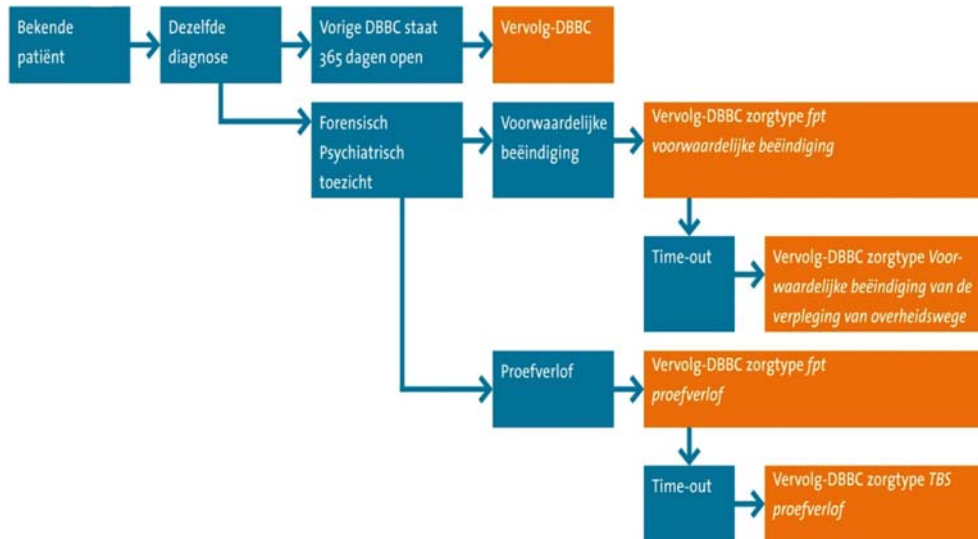 Bekende
patiënt
Dezelfde
diagnose
Vorige DBBC staat
365 dagen open
Vervolg-DBBC
Forensisch
Psychiatrisch
toezicht
Voorwaardelijke
beëindiging
Vervolg-DBBC zorgtype fpt
voorwaardelijke beëindiging
Time-out
Vervolg-DBBC zorgtype Voor-
waardelijke beëindiging van de
verpleging van overheidswege
Proefverlof
Vervolg-DBBC zorgtype fpt
proefverlof
Time-out
Vervolg-DBBC zorgtype TBS
proefverlof